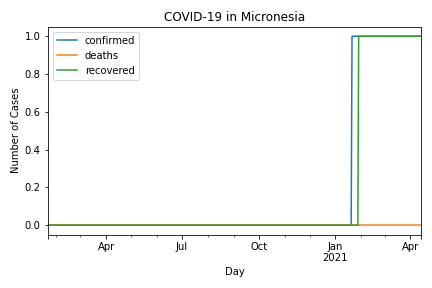 COVID-19 in Micronesia
confirmed
deaths
recovered
Number of Cases
1.0
0.8
0.6
0.4
0.2
0.0
Apr
Jul
Oct
Jan
2021
Apr
Day